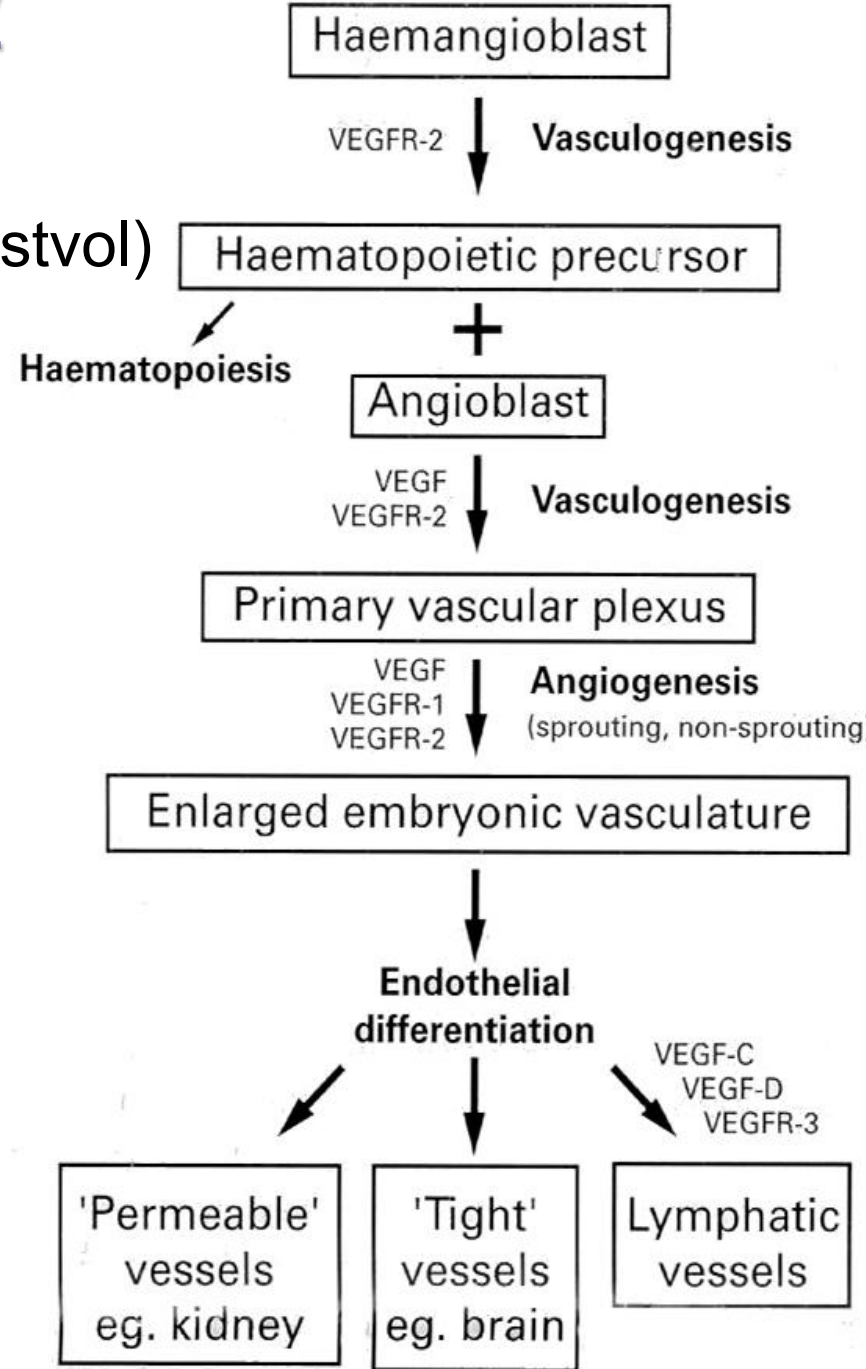 Haemangioblast
VEGFR-2
Vasculogenesis
stvol)
Haematopoietic precursor
+
Haematopoiesis
Angioblast
VEGF
VEGFR-2
Vasculogenesis
Primary vascular plexus
VEGF
VEGFR-1
VEGFR-2
Angiogenesis
(sprouting, non-sprouting
Enlarged embryonic vasculature
Endothelial
differentiation
VEGF-C
VEGF-D
VEGFR-3
'Permeable'
vessels
eg. kidney
'Tight'
vessels
eg. brain
Lymphatic
vessels